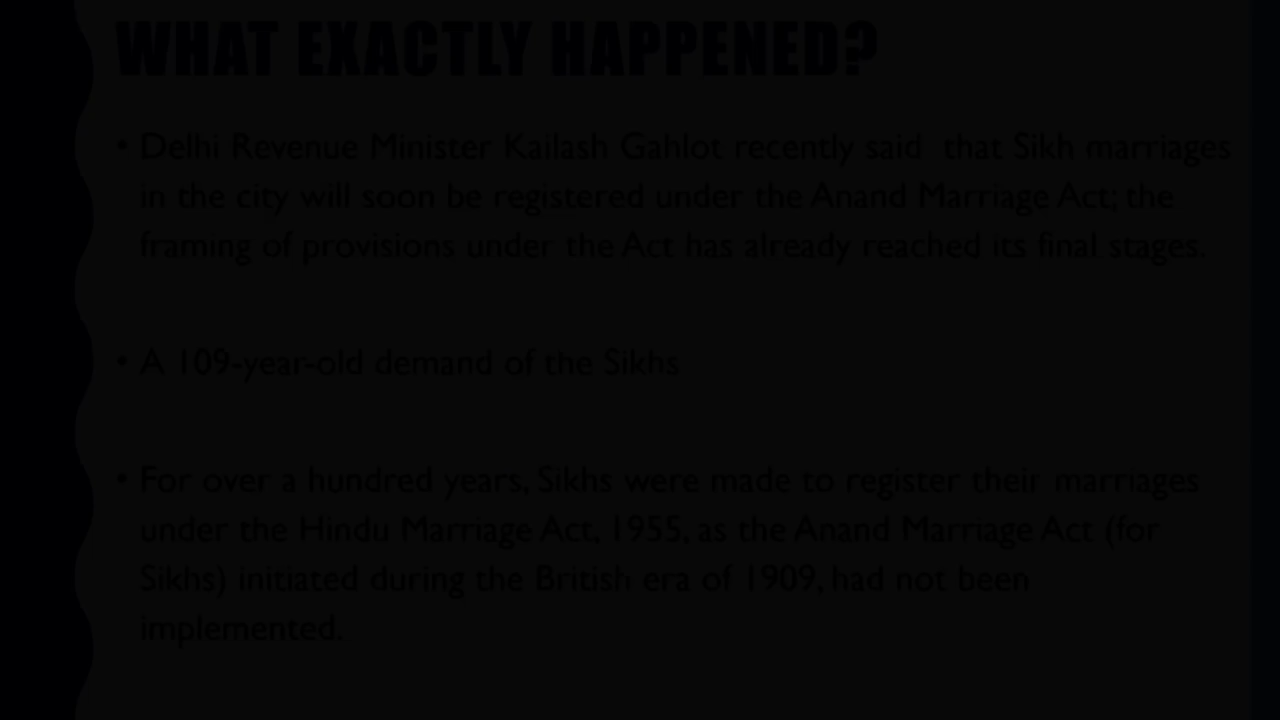 WHAT EXACTLY HAPPENED?
• Delhi Revenue Minister Kailash Gahlot recently said that Sikh marriages
in the city will soon be registered under the Anand Marriage Act; the
framing of provisions under the Act has already reached its final stages.
• A 109-year-old demand of the Sikhs
• For over a hundred years, Sikhs were made to register their marriages
under the Hindu Marriage Act, 1955, as the Anand Marriage Act (for
Sikhs) initiated during the British era of 1909, had not been
implemented.